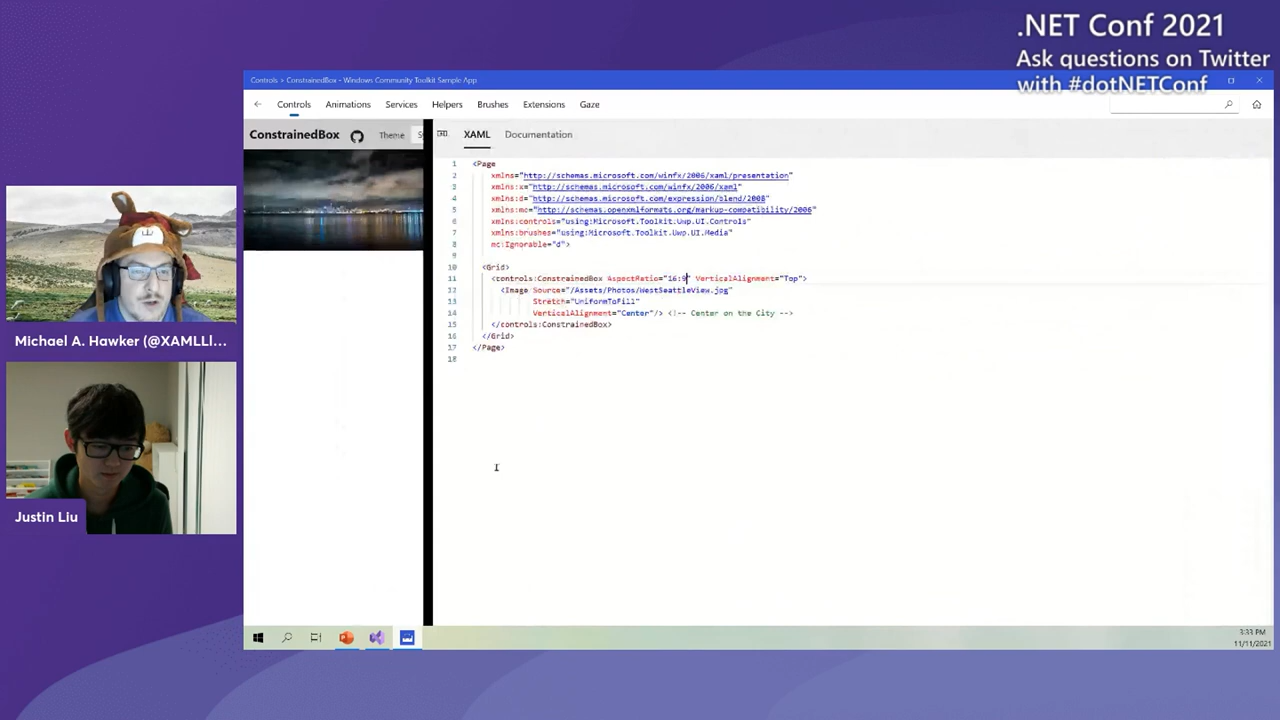 .NET Conf 2021
Ask questions on Twitter
with #dotNETConf
Controls > ConstrainedBox - Windows Community Toolkit Sample App
Controls Animations Services Helpers Brushes Extensions Gaze
ConstrainedBox Theme
XAML Documentation
1 <Page
2 xmlns="http://schemas.microsoft.com/winfx/2006/xaml/presentation"
3 xmlns:x="http://schemas.microsoft.com/winfx/2006/xaml"
4 xmlns:d="http://schemas.microsoft.com/expression/blend/2008"
5 xmlns:mc="http://schemas.openxmlformats.org/markup-compatibility/2006"
6 xmlns:controls="using:Microsoft.Toolkit.Uwp.UI.Controls"
7 xmlns:brushes="using:Microsoft.Toolkit.Uwp.UI.Media"
8 mc:Ignorable="d">
9
10 <Grid>
11 <controls:ConstrainedBox AspectRatio="16:9" VerticalAlignment="Top">
12 <Image Source="/Assets/Photos/WestSeattleView.jpg"
13 Stretch="UniformToFill"
14 VerticalAlignment="Center"/> <!-- Center on the City -->
15 </controls:ConstrainedBox>
16 </Grid>
17 </Page>
18
Michael A. Hawker (@XAMLLl...
Justin Liu
3:33 PM
11/11/2021